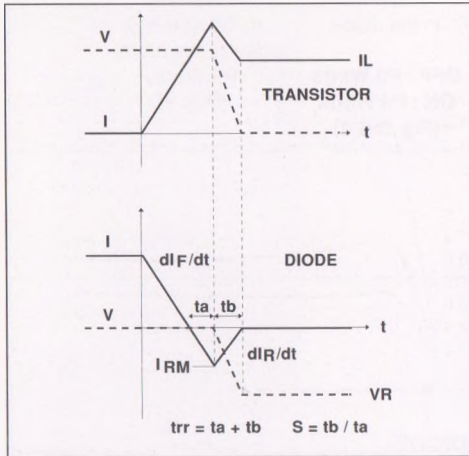 V
IL
TRANSISTOR
I
t
I
dIF/dt
DIODE
ta
tb
V
t
IRM
dIR/dt
VR
trr = ta + tb S = tb / ta